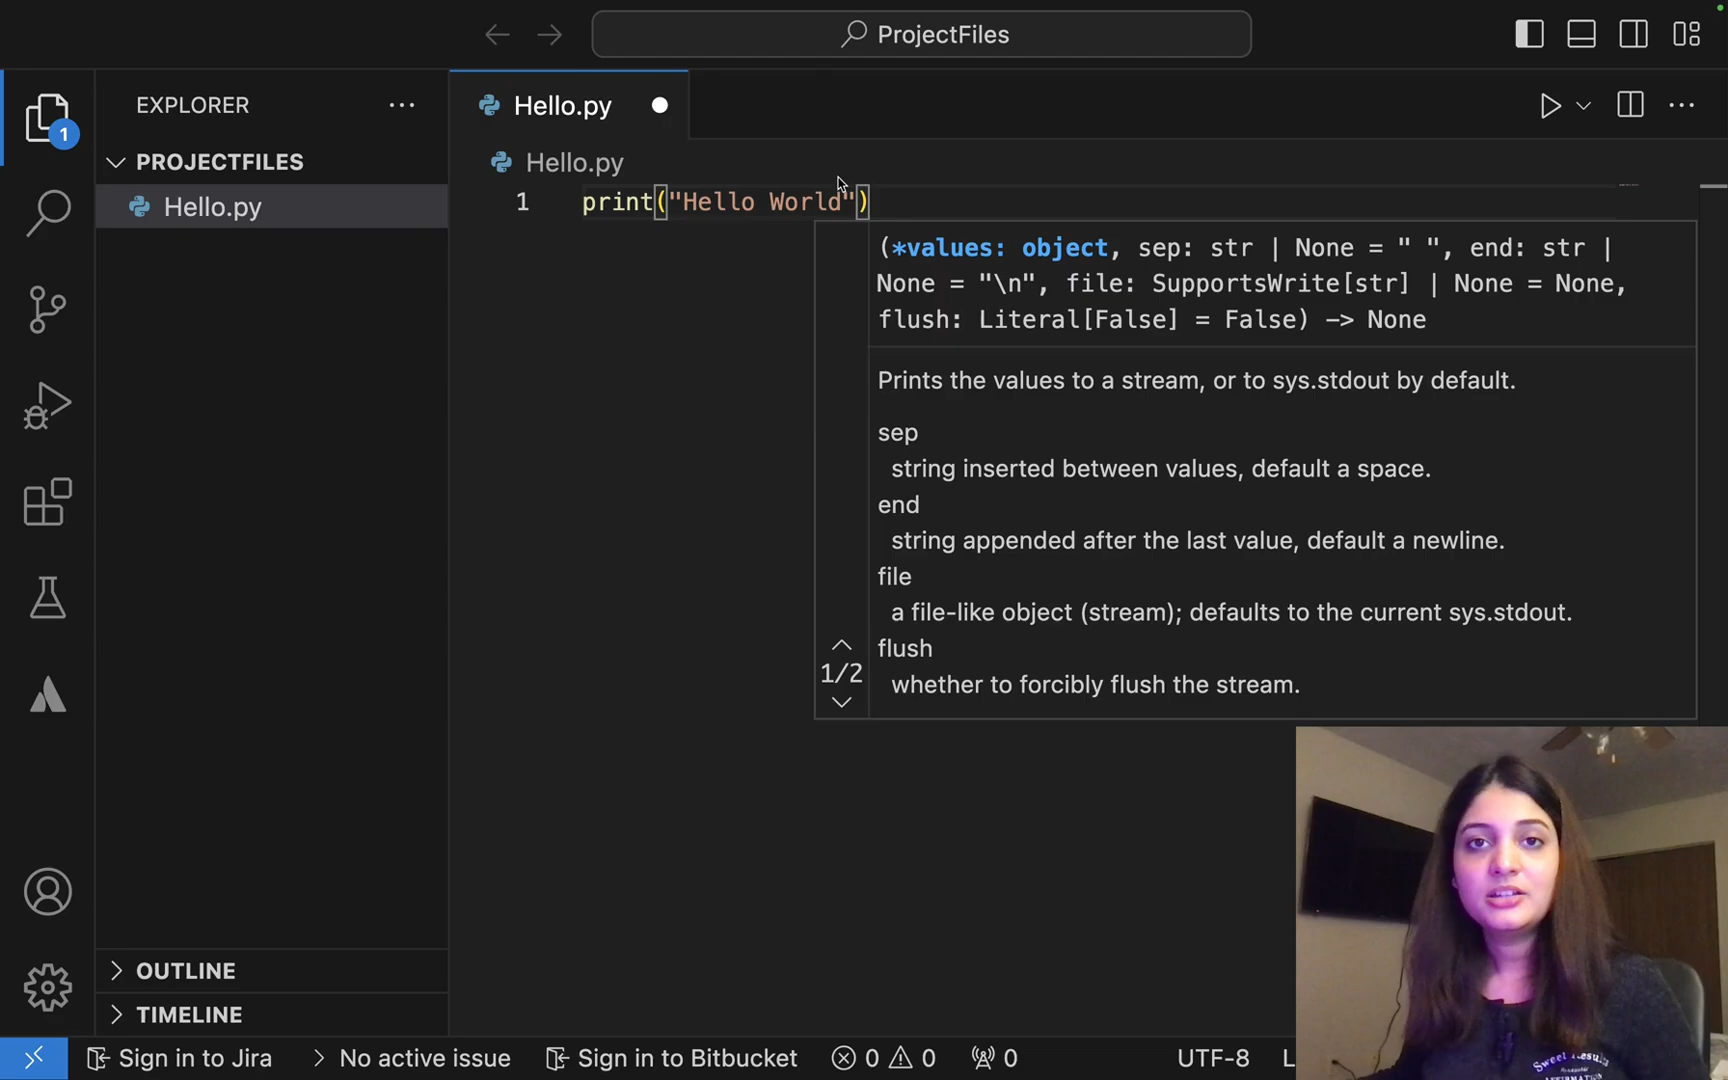 ProjectFiles
EXPLORER
Hello.py
1
PROJECTFILES
Hello.py
Hello.py
1 print("Hello World")
(*values: object, sep: str | None = " ", end: str |
None = "\n", file: SupportsWrite[str] | None = None,
flush: Literal[False] = False) -> None
Prints the values to a stream, or to sys.stdout by default.
sep
string inserted between values, default a space.
end
string appended after the last value, default a newline.
file
a file-like object (stream); defaults to the current sys.stdout.
flush
whether to forcibly flush the stream.
1/2
OUTLINE
TIMELINE
Sweet Results
AFFIRMATION
Sign in to Jira No active issue Sign in to Bitbucket 0 0 0 UTF-8 L